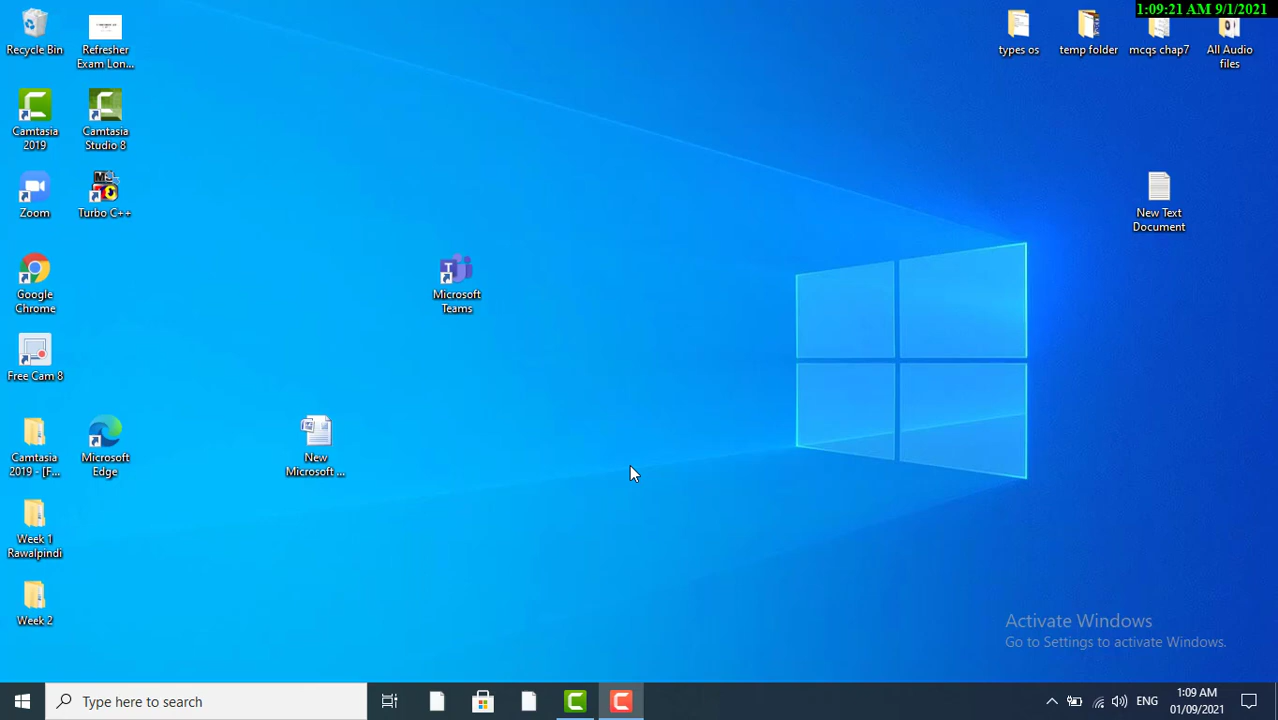 1:09:21 AM 9/1/2021
Recycle Bin
Refresher
Exam Lon...
types os
temp folder
mcqs chap7
All Audio
files
Camtasia
2019
Camtasia
Studio 8
Zoom
Turbo C++
New Text
Document
Google
Chrome
Microsoft
Teams
Free Cam 8
Camtasia
2019 - [F...
Microsoft
Edge
New
Microsoft ...
Week 1
Rawalpindi
Week 2
Activate Windows
Go to Settings to activate Windows.
Type here to search
ENG
1:09 AM
01/09/2021